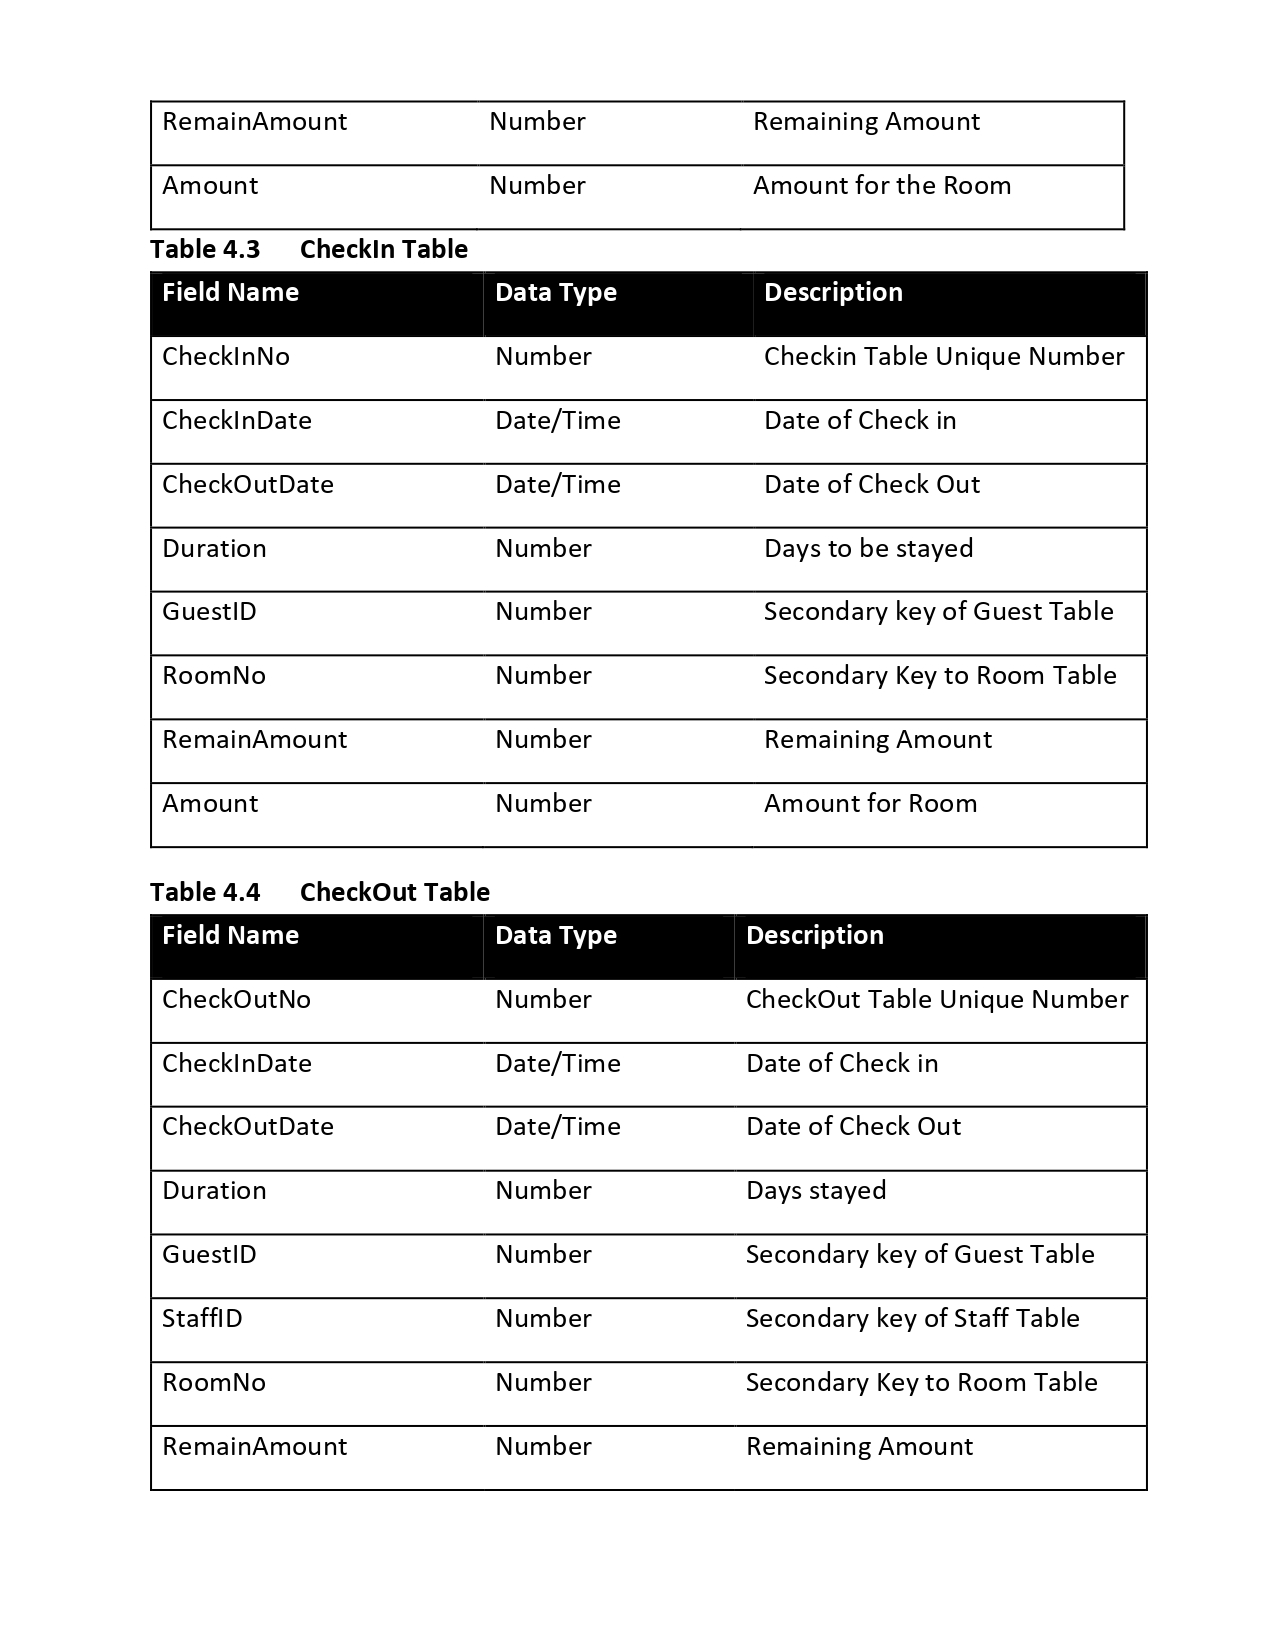 RemainAmount Number Remaining Amount
Amount Number Amount for the Room
Table 4.3 CheckIn Table
Field Name Data Type Description
CheckInNo Number Checkin Table Unique Number
CheckInDate Date/Time Date of Check in
CheckOutDate Date/Time Date of Check Out
Duration Number Days to be stayed
GuestID Number Secondary key of Guest Table
RoomNo Number Secondary Key to Room Table
RemainAmount Number Remaining Amount
Amount Number Amount for Room
Table 4.4 CheckOut Table
Field Name Data Type Description
CheckOutNo Number CheckOut Table Unique Number
CheckInDate Date/Time Date of Check in
CheckOutDate Date/Time Date of Check Out
Duration Number Days stayed
GuestID Number Secondary key of Guest Table
StaffID Number Secondary key of Staff Table
RoomNo Number Secondary Key to Room Table
RemainAmount Number Remaining Amount